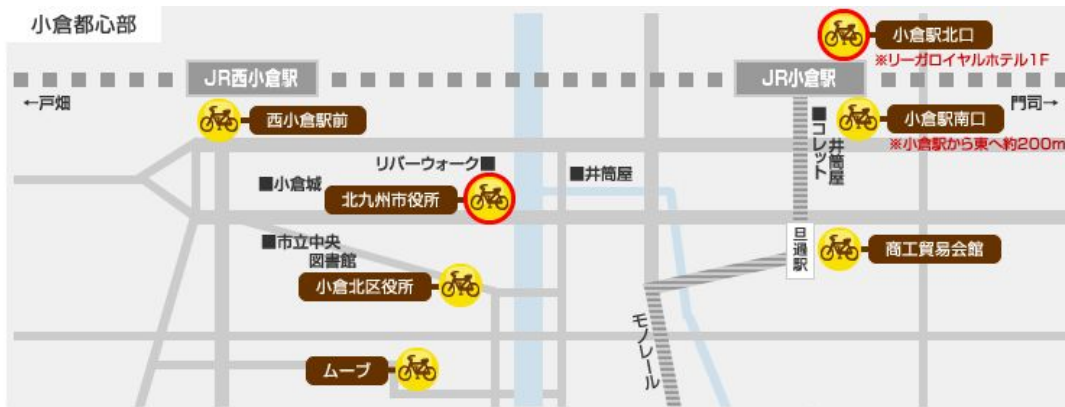 小倉都心部
小倉駅北口
※リーガロイヤルホテル1F
JR西小倉駅
JR小倉駅
←戸畑
門司→
西小倉駅前
小倉駅南口
※小倉駅から東へ約200m
■コレット
井筒屋
リバーウォーク■
■小倉城
■井筒屋
北九州市役所
■市立中央
図書館
旦過駅
商工貿易会館
小倉北区役所
モノレール
ムーブ